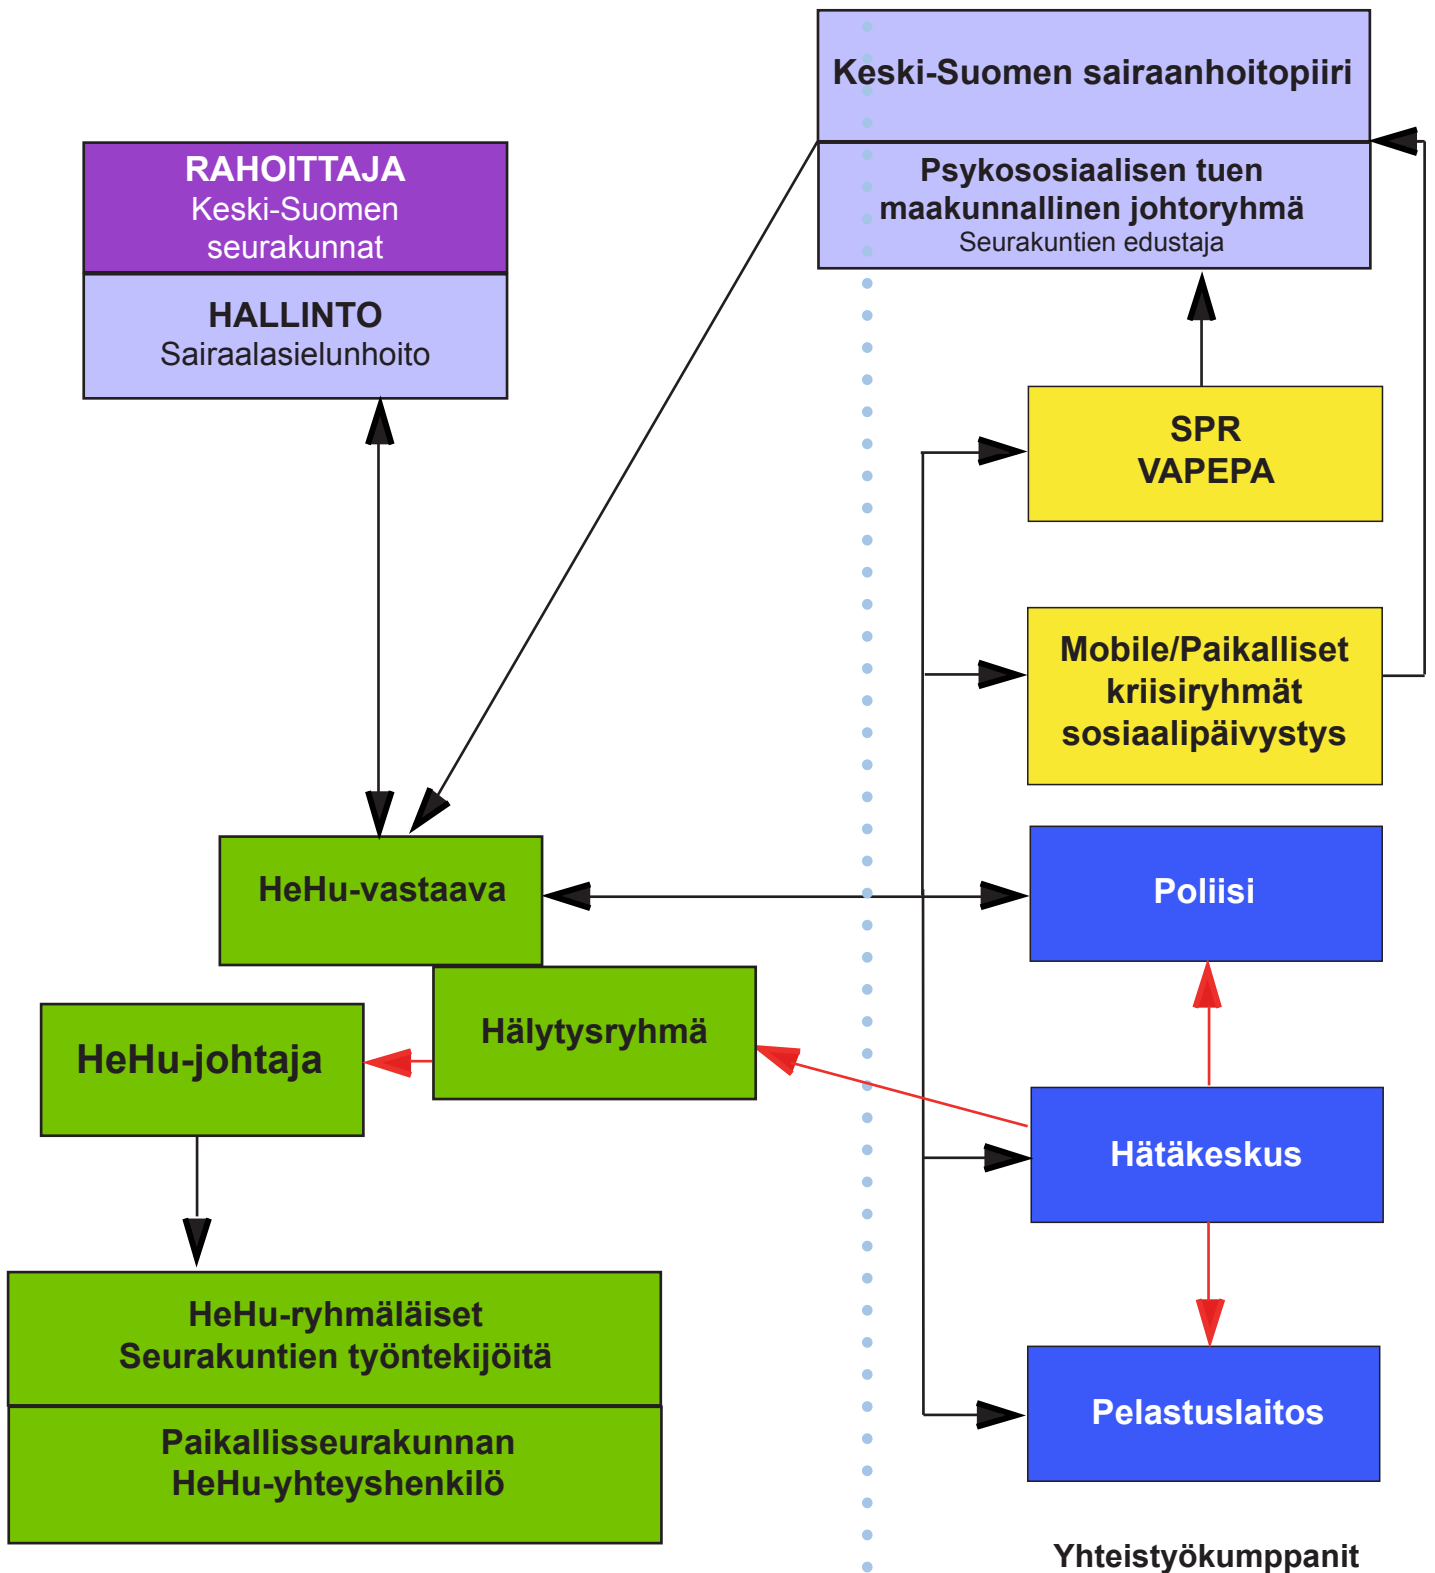 Keski-Suomen sairaanhoitopiiri
Psykososiaalisen tuen
maakunnallinen johtoryhmä
Seurakuntien edustaja
RAHOITTAJA
Keski-Suomen
seurakunnat
HALLINTO
Sairaalasielunhoito
SPR
VAPEPA
Mobile/Paikalliset
kriisiryhmät
sosiaalipäivystys
HeHu-vastaava
Poliisi
Hälytysryhmä
HeHu-johtaja
Hätäkeskus
HeHu-ryhmäläiset
Seurakuntien työntekijöitä
Pelastuslaitos
Paikallisseurakunnan
HeHu-yhteyshenkilö
Yhteistyökumppanit